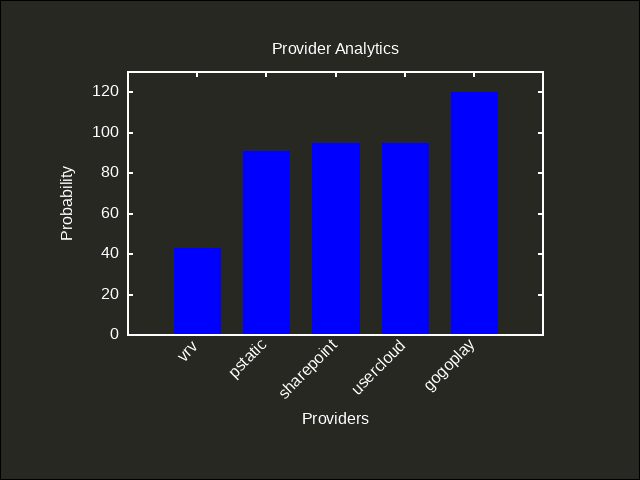 Provider Analytics
120
100
80
60
40
20
0
Probability
vrv
pstatic
sharepoint
usercloud
gogoplay
Providers